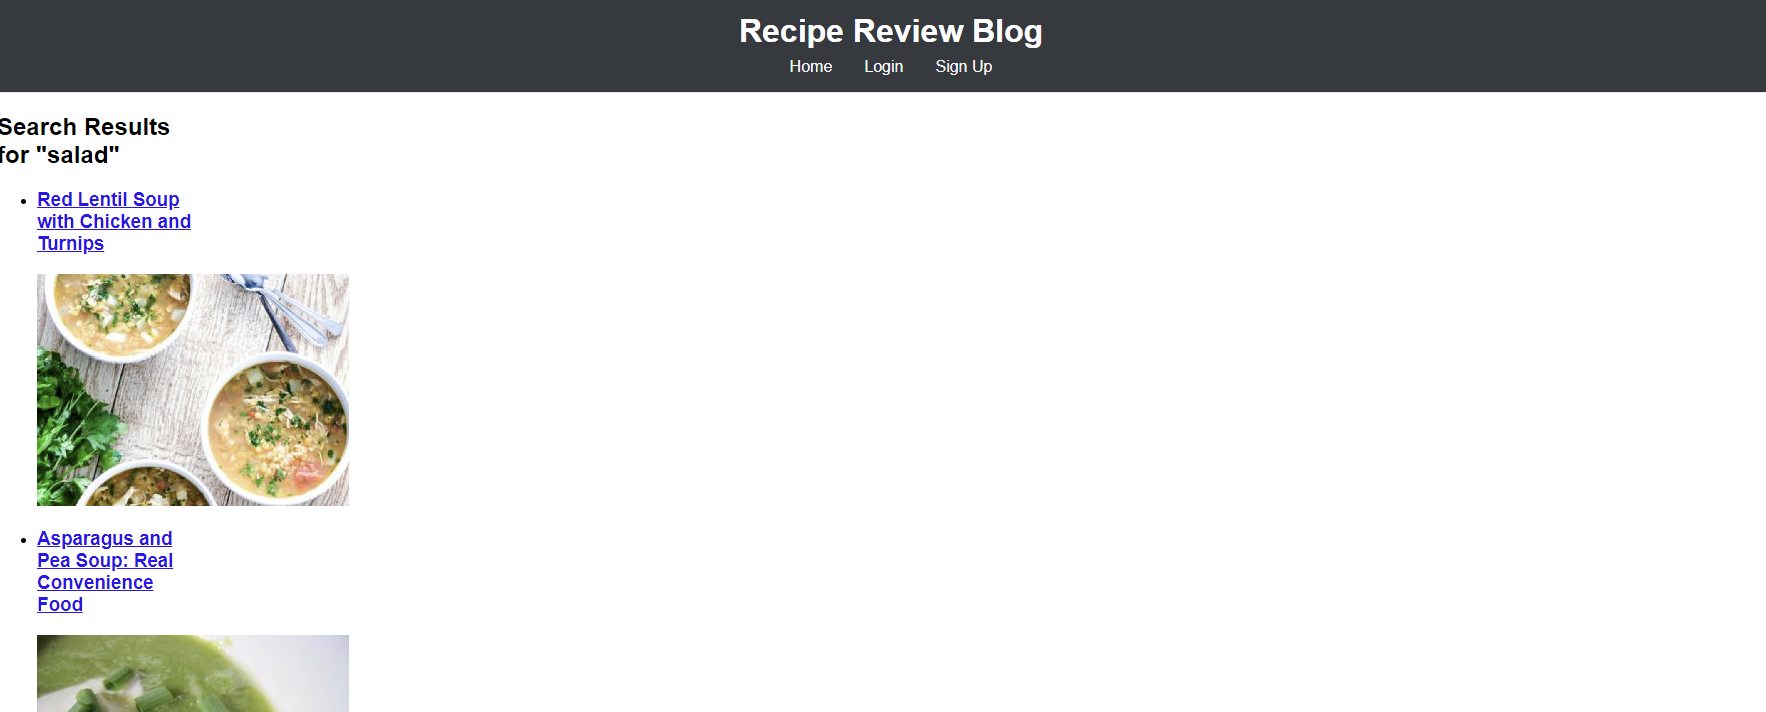 Recipe Review Blog
Home Login Sign Up
Search Results
for "salad"
Red Lentil Soup
with Chicken and
Turnips
Asparagus and
Pea Soup: Real
Convenience
Food